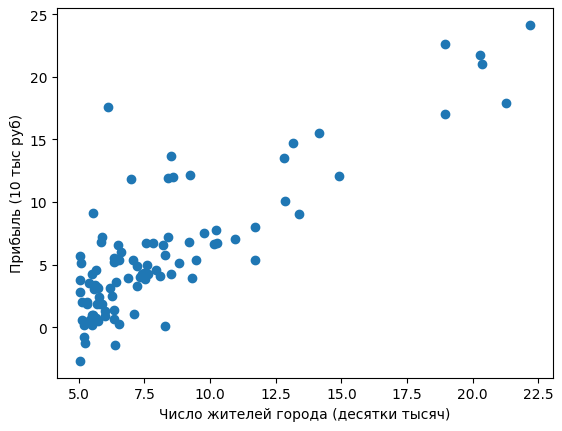 25
20
15
10
5
0
Прибыль (10 тыс руб)
5.0 7.5 10.0 12.5 15.0 17.5 20.0 22.5
Число жителей города (десятки тысяч)